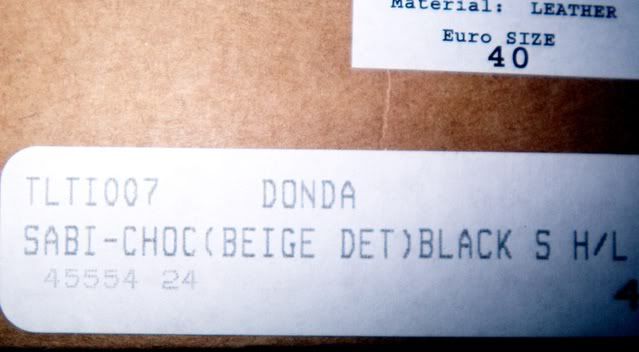 Material: LEATHER
Euro SIZE
40
TLTI007 DONDA
SABI-CHOC(BEIGE DET)BLACK S H/L
45554 24